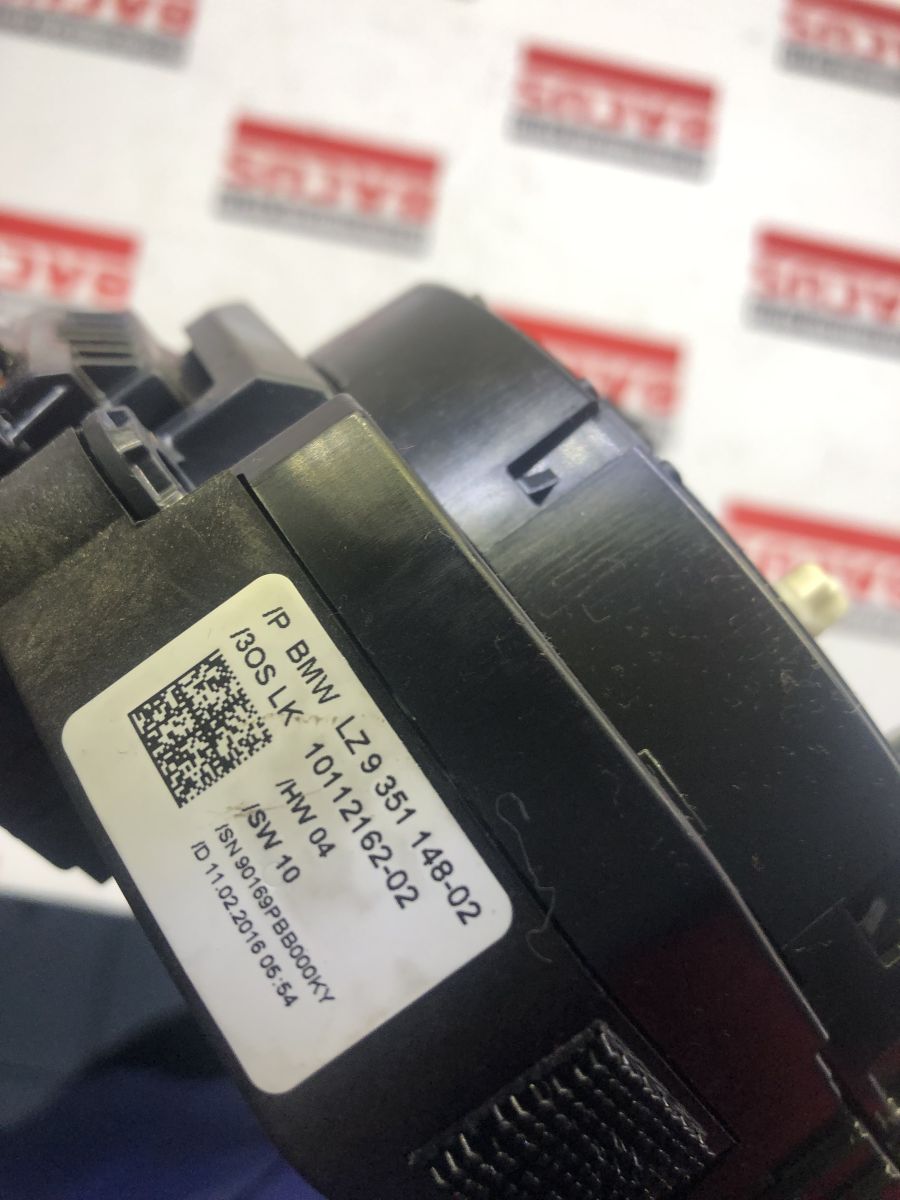 /P BMW LZ 9 351 148-02
I3OS LK 10112162-02
/HW 04
/SW 10
/SN 90169PBB000KY
/D 11.02.2016 05:54